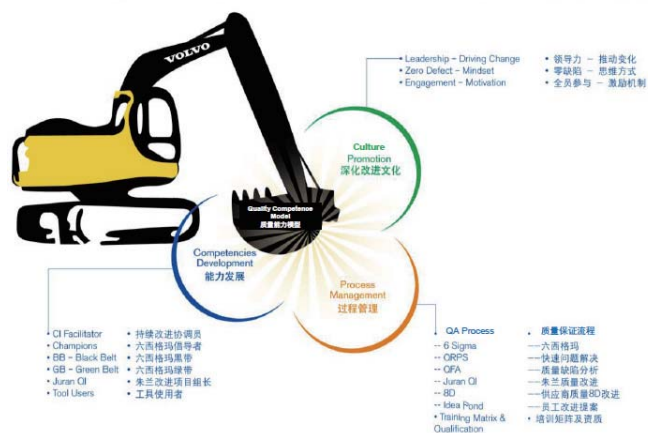 VOLVO
Leadership - Driving Change
Zero Defect - Mindset
Engagement - Motivation
• 领导力 - 推动变化
• 零缺陷 - 思维方式
• 全员参与 - 激励机制
Culture
Promotion
深化改进文化
Quality Competence
Model
质量能力模型
Competencies
Development
能力发展
Process
Management
过程管理
• CI Facilitator
• Champions
• BB - Black Belt
• GB - Green Belt
• Juran QI
• Tool Users
• 持续改进协调员
• 六西格玛倡导者
• 六西格玛黑带
• 六西格玛绿带
• 朱兰改进项目组长
• 工具使用者
• QA Process
-- 6 Sigma
-- QRPS
-- QFA
-- Juran QI
-- 8D
-- Idea Pond
• Training Matrix &
Qualification
• 质量保证流程
——六西格玛
——快速问题解决
——质量缺陷分析
——朱兰质量改进
——供应商质量8D改进
——员工改进提案
• 培训矩阵及资质